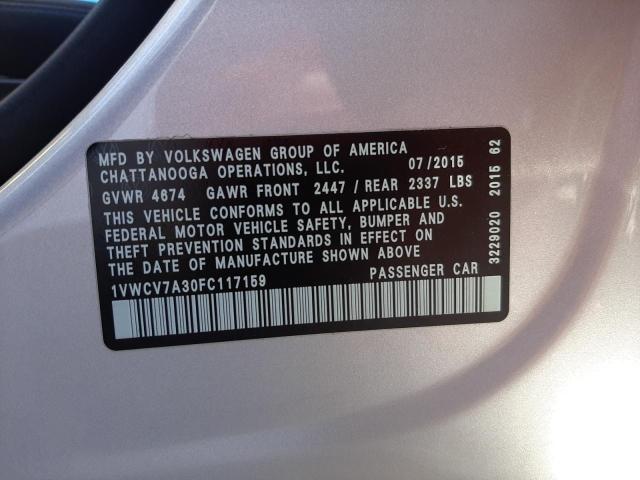 MFD BY VOLKSWAGEN GROUP OF AMERICA
CHATTANOOGA OPERATIONS, LLC. 07/2015
GVWR 4674 GAWR FRONT 2447 / REAR 2337 LBS
THIS VEHICLE CONFORMS TO ALL APPLICABLE U.S.
FEDERAL MOTOR VEHICLE SAFETY, BUMPER AND
THEFT PREVENTION STANDARDS IN EFFECT ON
THE DATE OF MANUFACTURE SHOWN ABOVE
1VWCV7A30FC117159 PASSENGER CAR
3229020 2015 62